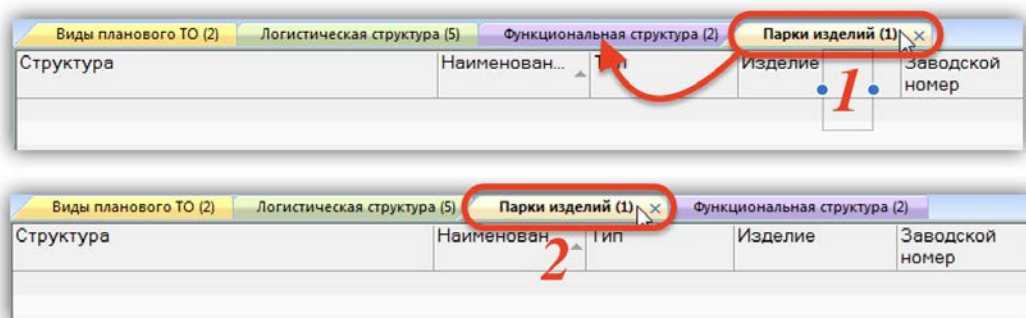 Виды планового ТО (2) Логистическая структура (5) Функциональная структура (2) Парки изделий (1)
Структура Наименован... Тип Изделие Заводской
номер
1
Виды планового ТО (2) Логистическая структура (5) Парки изделий (1) Функциональная структура (2)
Структура Наименован Тип Изделие Заводской
номер
2